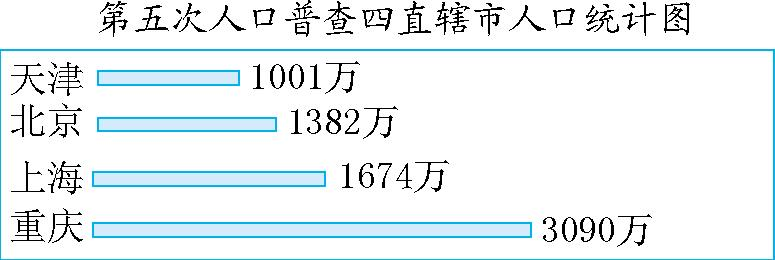 第五次人口普查四直辖市人口统计图
天津 1001万
北京 1382万
上海 1674万
重庆 3090万